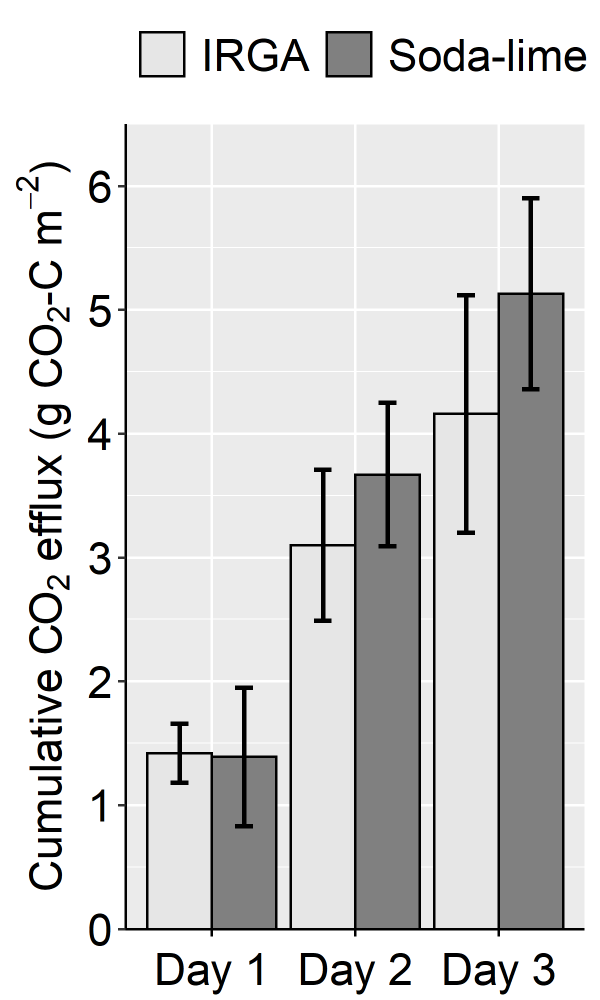 IRGA Soda-lime
Cumulative CO₂ efflux (g CO₂-C m⁻²)
6
5
4
3
2
1
0
Day 1 Day 2 Day 3